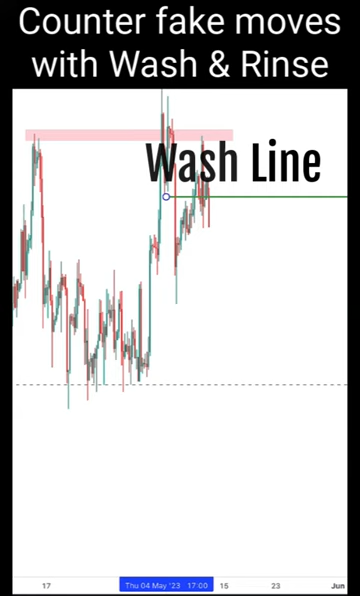 Counter fake moves
with Wash & Rinse
Wash Line
17 Thu 04 May '23 17:00 15 23 Jun